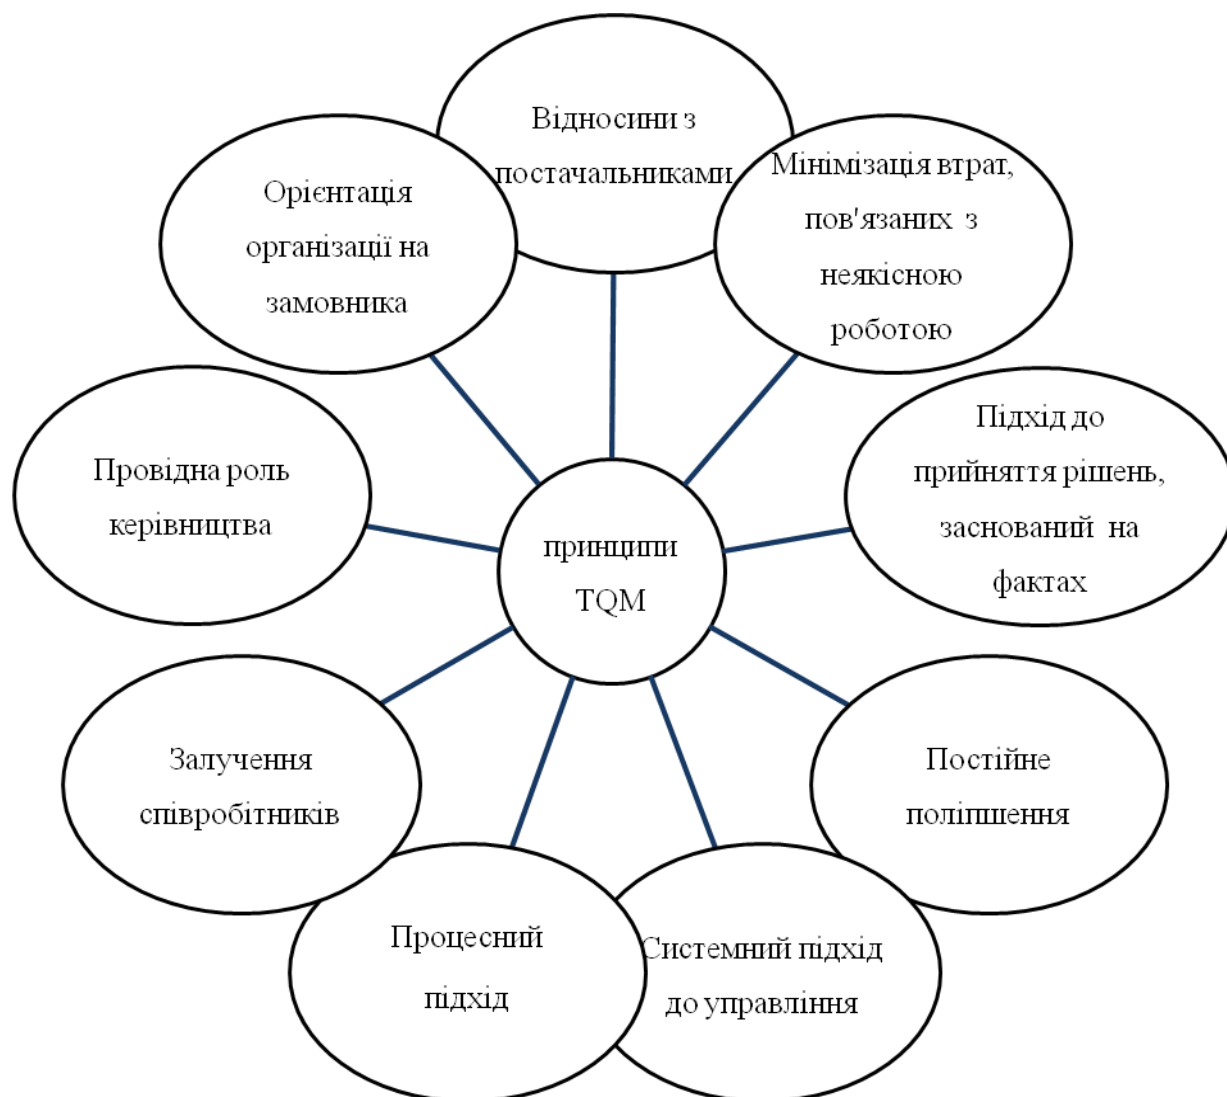 Відносини з
постачальниками
Мінімізація втрат,
пов'язаних з
неякісною
роботою
Орієнтація
організації на
замовника
Підхід до
прийняття рішень,
заснований на
фактах
Провідна роль
керівництва
принципи
TQM
Залучення
співробітників
Постійне
поліпшення
Процесний
підхід
Системний підхід
до управління